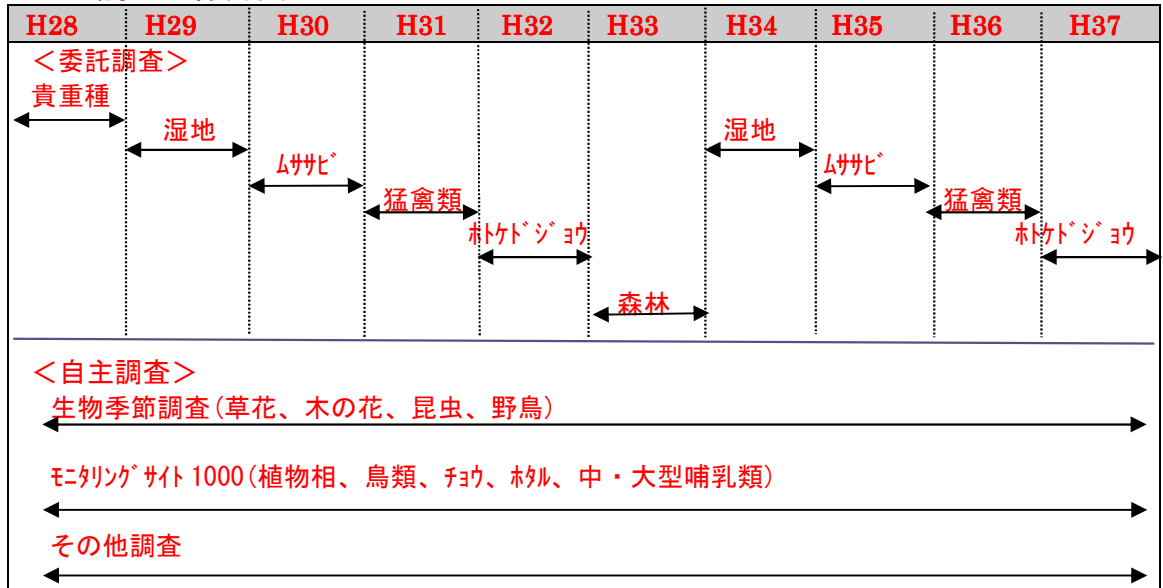 H28 H29 H30 H31 H32 H33 H34 H35 H36 H37
＜委託調査＞
貴重種
湿地 湿地
ﾑｻｻﾋﾞ ﾑｻｻﾋﾞ
猛禽類 猛禽類
ﾎﾄｹﾄﾞｼﾞｮｳ ﾎﾄｹﾄﾞｼﾞｮｳ
森林
＜自主調査＞
生物季節調査(草花、木の花、昆虫、野鳥)
ﾓﾆﾀﾘﾝｸﾞｻｲﾄ 1000(植物相、鳥類、ﾁｮｳ、ﾎﾀﾙ、中・大型哺乳類)
その他調査